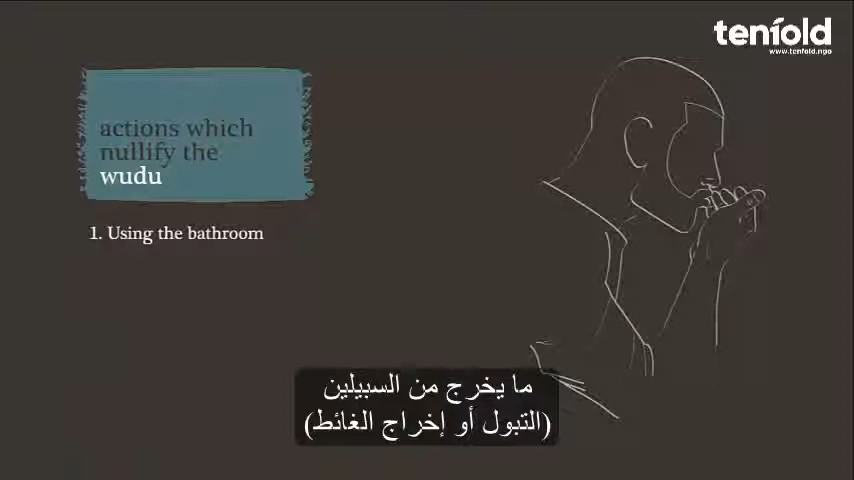 tenfold
www.tenfold.ngo
actions which
nullify the
wudu
1. Using the bathroom
ما يخرج من السبيلين
(التبول أو إخراج الغائط)